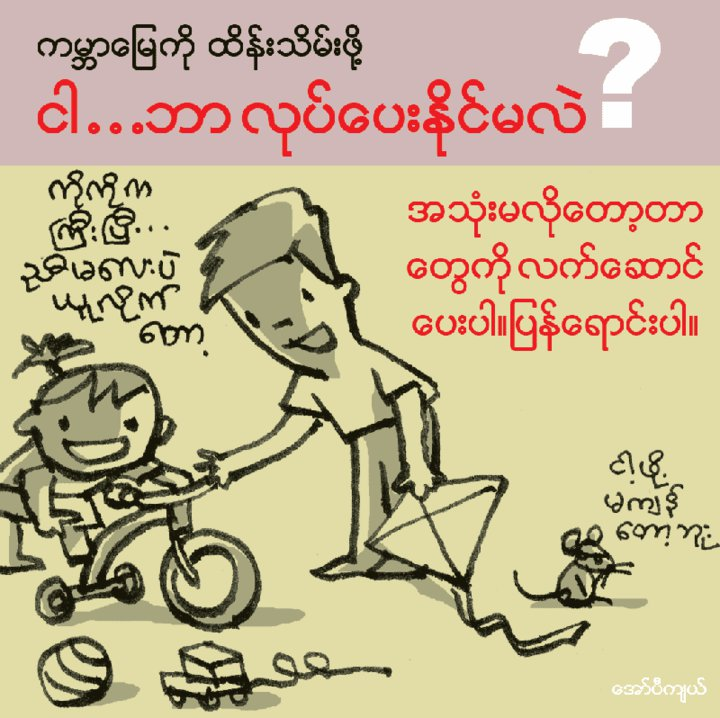 ကမ္ဘာမြေကို ထိန်းသိမ်းဖို့
ငါ...ဘာ လုပ်ပေးနိုင်မလဲ ?
ကိုကိုက
ကြီးပြီ...
ညီမလေးပဲ
ယူလိုက်
တော့
အသုံးမလိုတော့တာ
တွေကို လက်ဆောင်
ပေးပါ။ပြန်ရောင်းပါ။
ငါ့ဖို့
မကျန်
တော့ဘူး
အော်ပီကျယ်